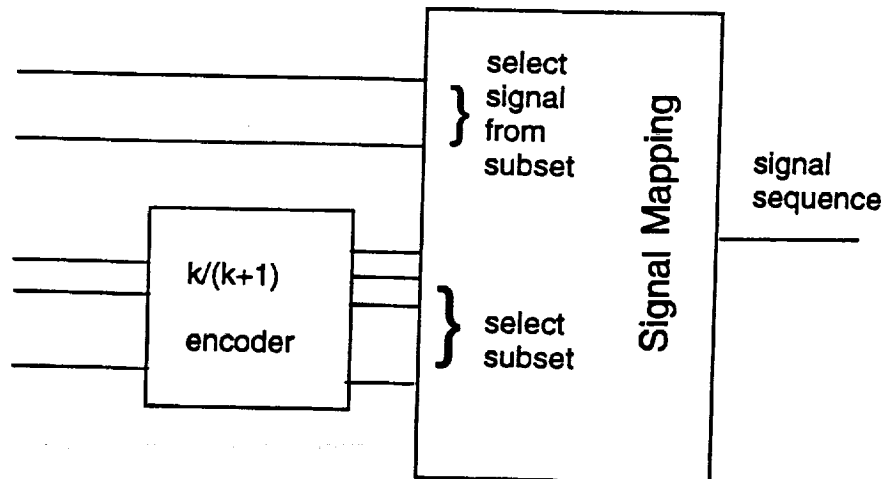 select
signal
from
subset
Signal Mapping
signal
sequence
k/(k+1)
encoder
select
subset